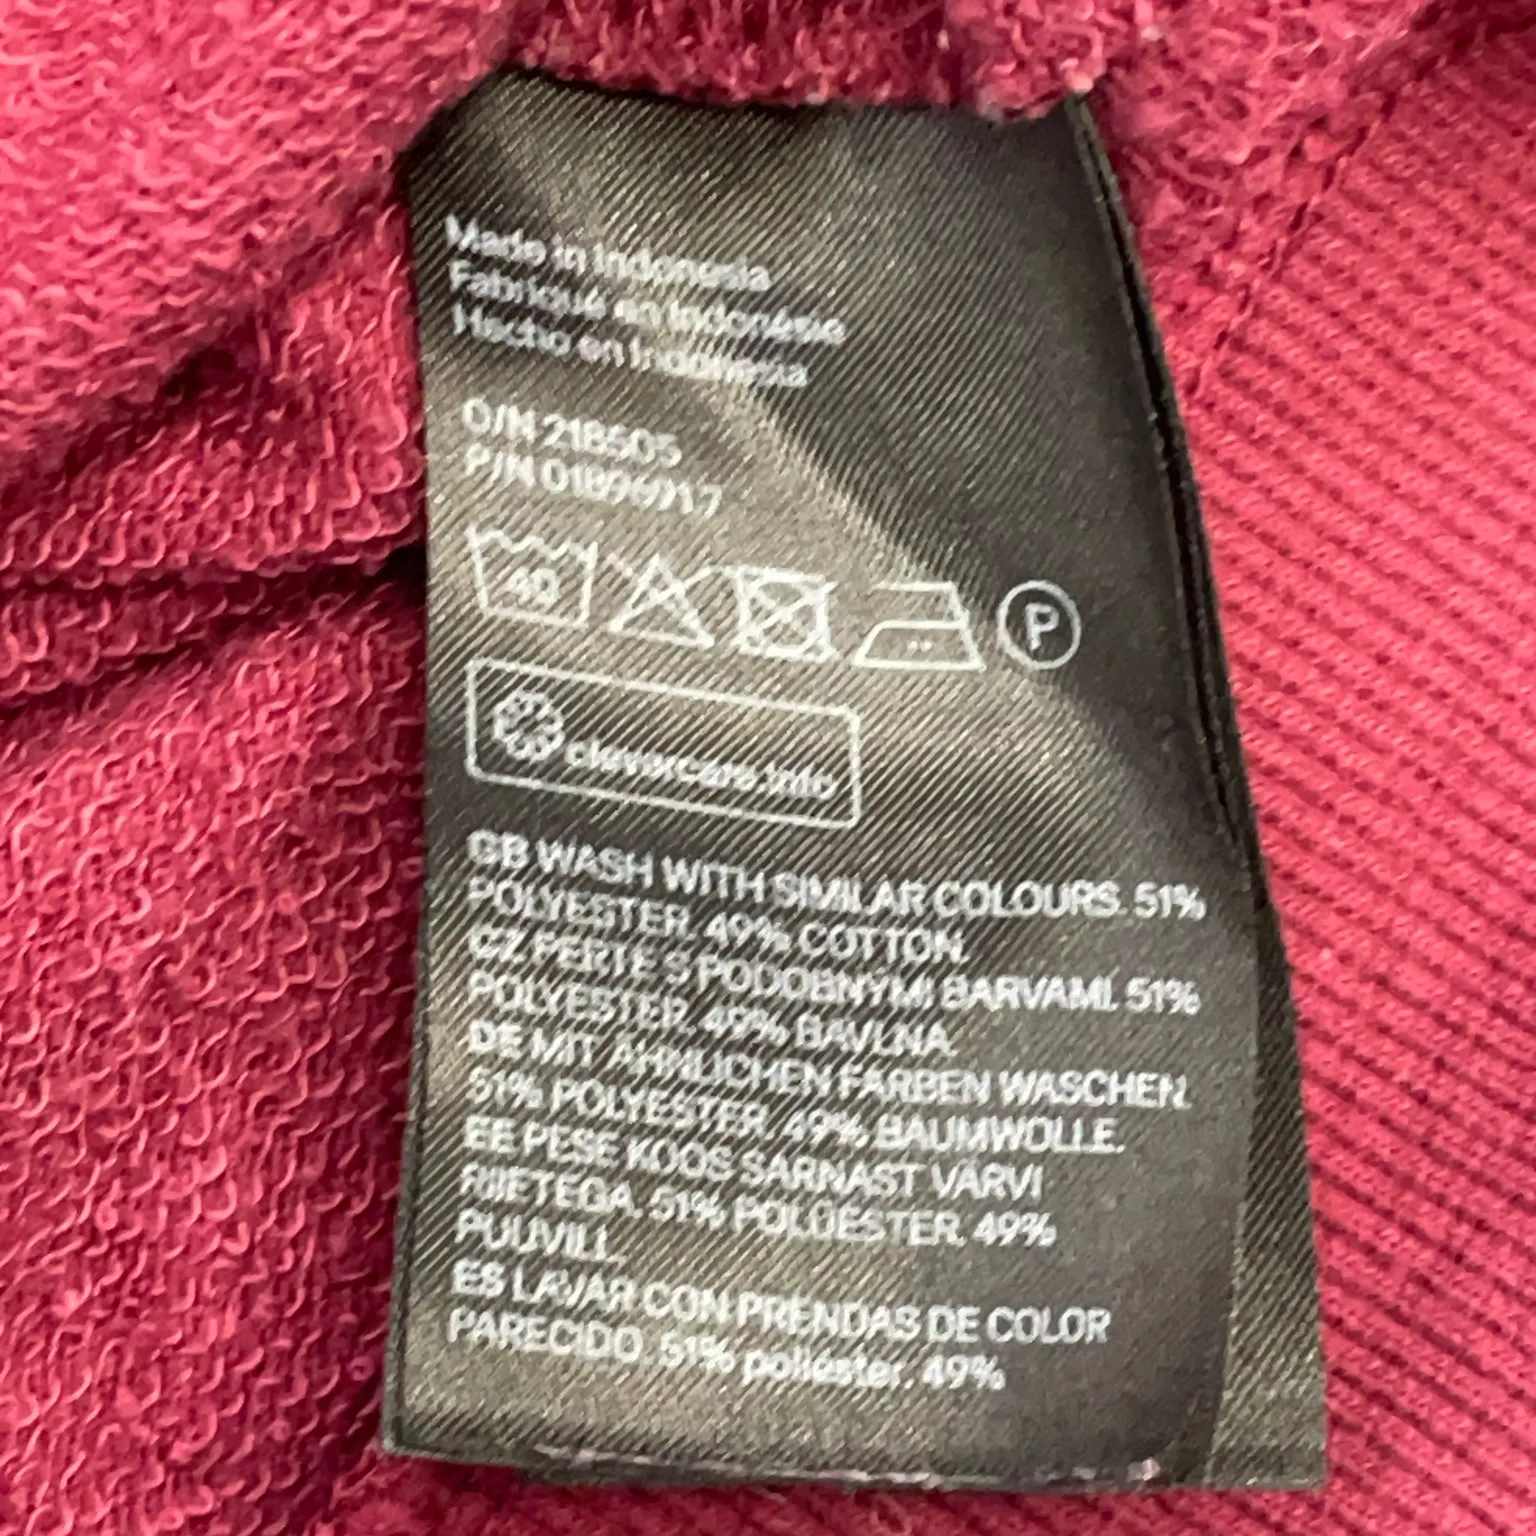 Made in Indonesia
Fabriqué en Indonésie
Hecho en Indonesia
O/N 218505
P/N
40
P
clevercare.info
GB WASH WITH SIMILAR COLOURS. 51%
POLYESTER. 49% COTTON.
CZ PERTE S PODOBNÝMI BARVAMI. 51%
POLYESTER. 49% BAVLNA.
DE MIT ÄHNLICHEN FARBEN WASCHEN.
51% POLYESTER. 49% BAUMWOLLE.
EE PESE KOOS SARNAST VÄRVI
RIIETEGA. 51% POLÜESTER. 49%
PUUVILL.
ES LAVAR CON PRENDAS DE COLOR
PARECIDO. 51% poliéster. 49%